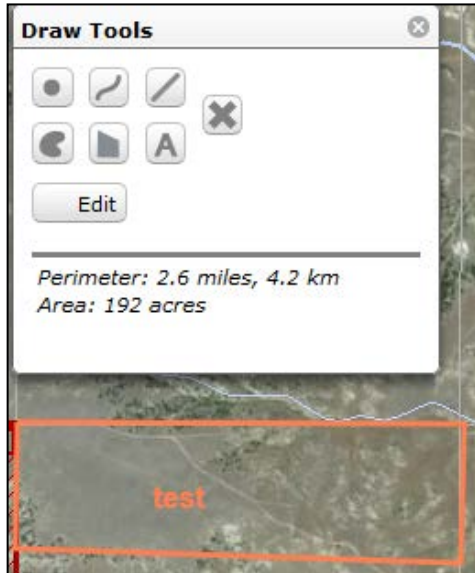 Draw Tools
A
Edit
Perimeter: 2.6 miles, 4.2 km
Area: 192 acres
test